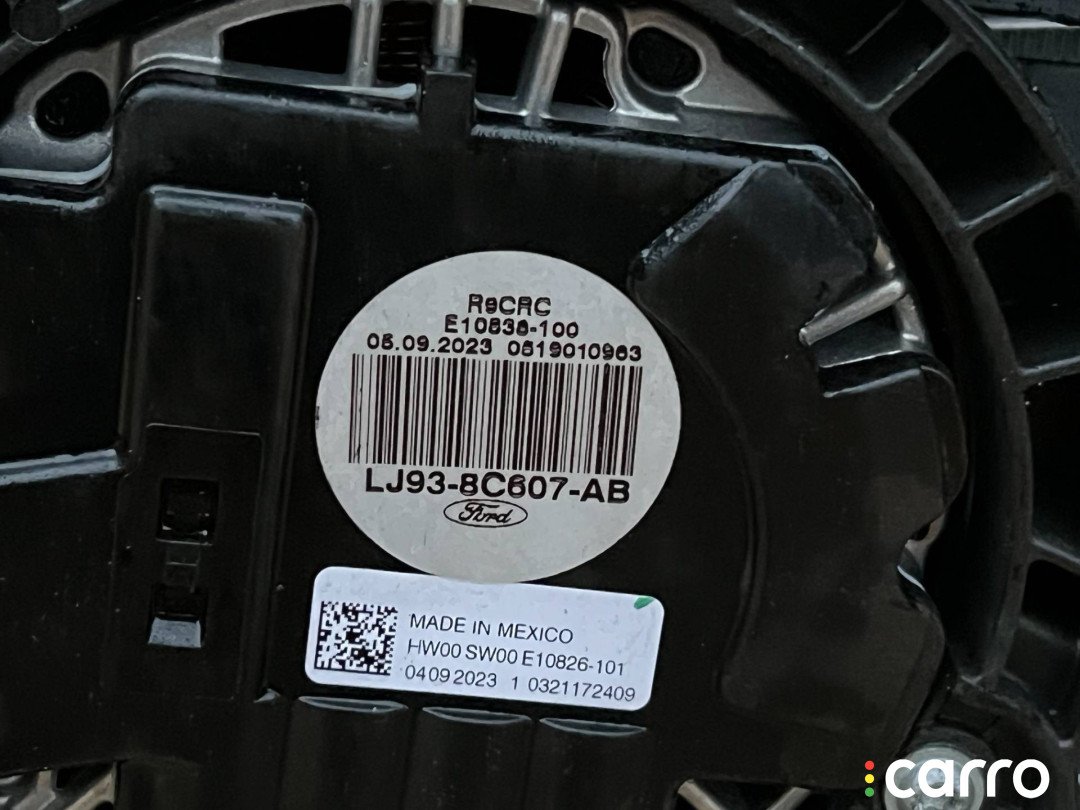 ReCRC
E10838-100
05.09.2023 0519010963
LJ93-8C607-AB
Ford
MADE IN MEXICO
HW00 SW00 E10826-101
04092023 1 0321172409
carro